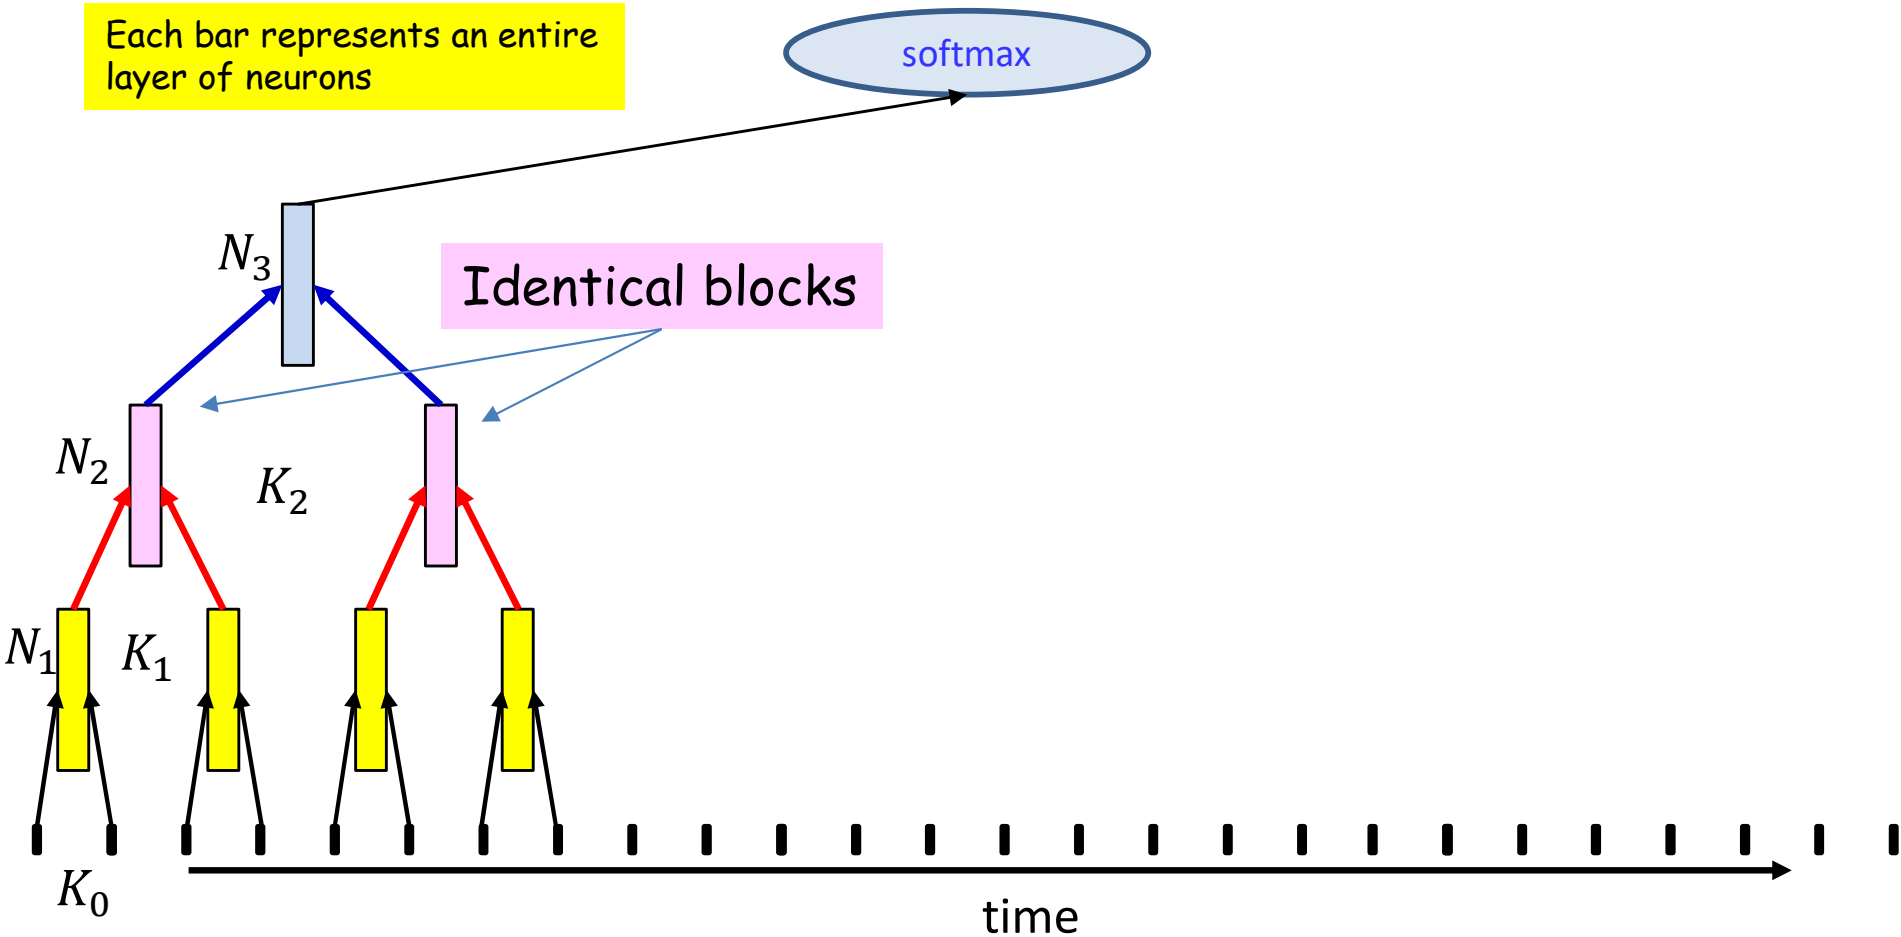 Each bar represents an entire
layer of neurons
softmax
N₃
Identical blocks
N₂
K₂
N₁
K₁
K₀
time